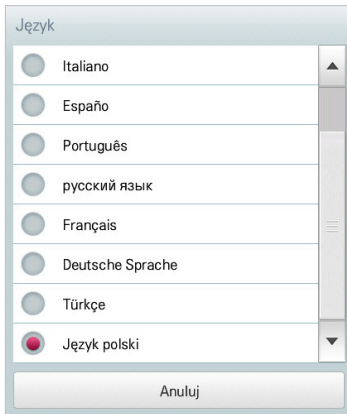 Język
Italiano
Españo
Português
русский язык
Français
Deutsche Sprache
Türkçe
Język polski
Anuluj